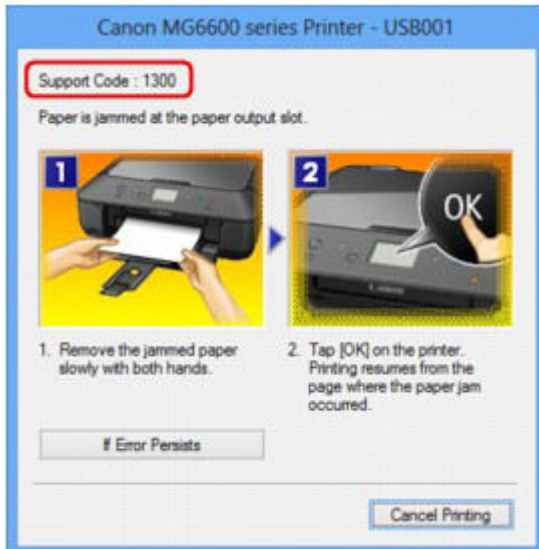 Canon MG6600 series Printer - USB001
Support Code : 1300
Paper is jammed at the paper output slot.
1
2
OK
1. Remove the jammed paper
slowly with both hands.
2. Tap [OK] on the printer.
Printing resumes from the
page where the paper jam
occurred.
If Error Persists
Cancel Printing